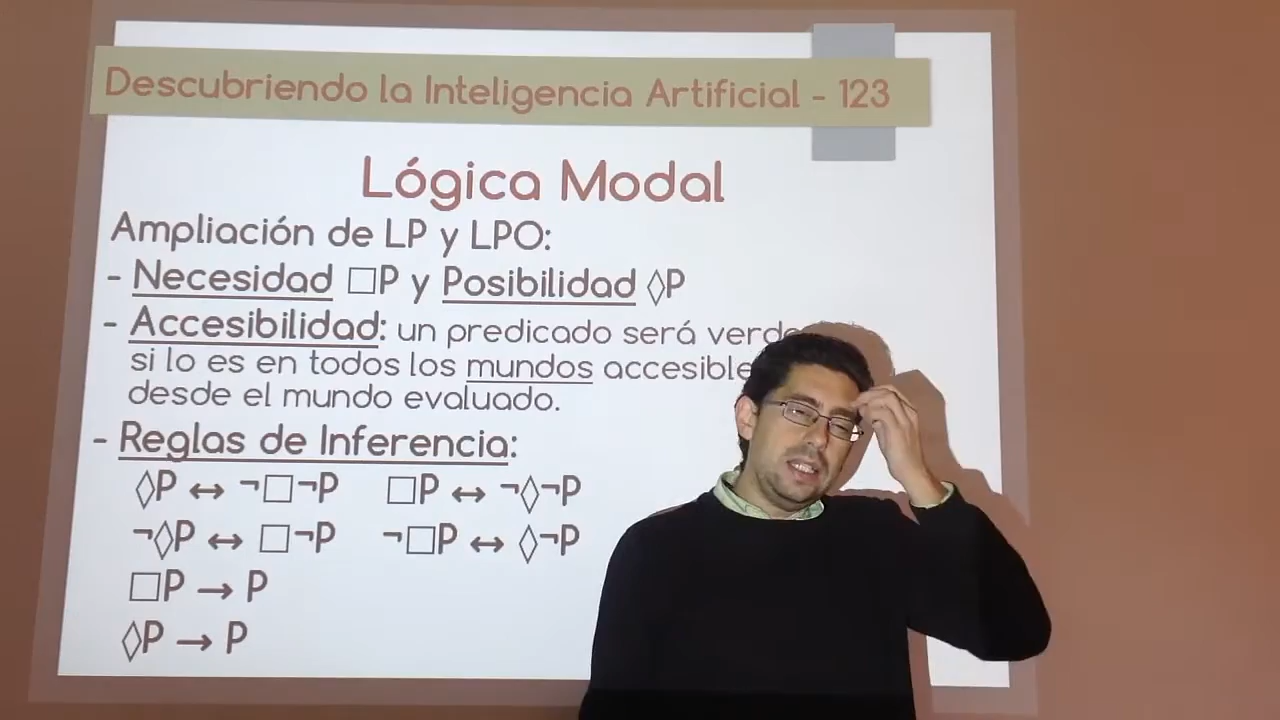 Descubriendo la Inteligencia Artificial - 123
Lógica Modal
Ampliación de LP y LPO:
- Necesidad □P y Posibilidad ◊P
- Accesibilidad: un predicado será
si lo es en todos los mundos
desde el mundo evaluado.
- Reglas de Inferencia:
◊P ↔ ¬□¬P □P ↔ ¬◊¬P
¬◊P ↔ □¬P ¬□P ↔ ◊¬P
□P → P
◊P → P